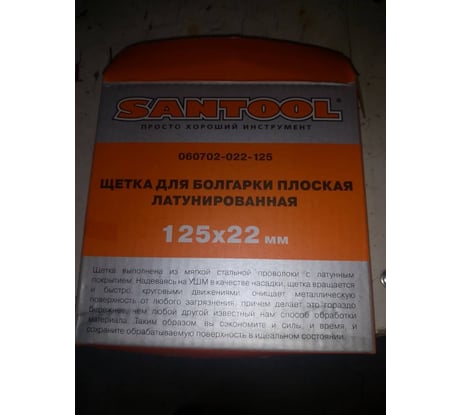 SANTOOL®
ПРОСТО ХОРОШИЙ ИНСТРУМЕНТ
060702-022-125
ЩЕТКА ДЛЯ БОЛГАРКИ ПЛОСКАЯ
ЛАТУНИРОВАННАЯ
125х22 мм
Щетка выполнена из мягкой стальной проволоки с латунным
покрытием. Надеваясь на УШМ в качестве насадки, щетка вращается
и быстро, круговыми движениями, очищает металлическую
поверхность от любого загрязнения, причем делает это гораздо
бережнее, чем любой другой известный нам способ обработки
материала. Таким образом, вы сэкономите и силы, и время, и
сохраните обрабатываемую поверхность в идеальном состоянии.